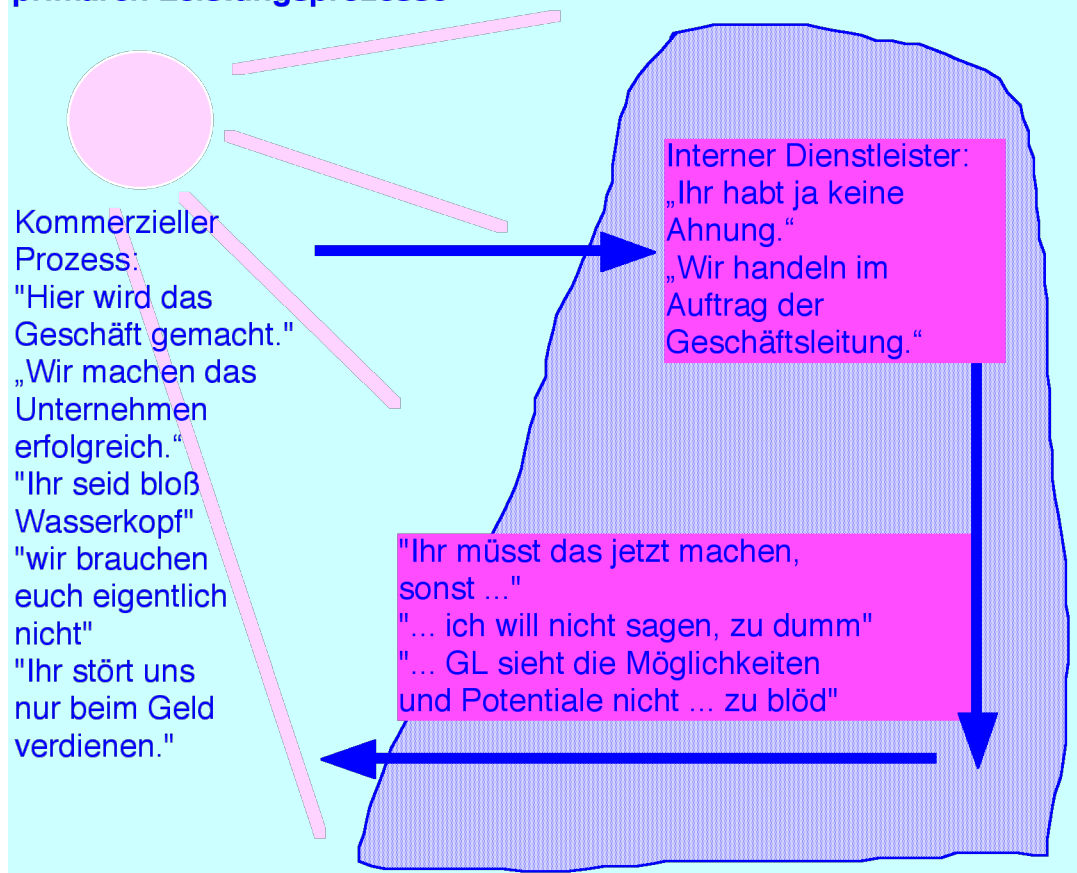 primären Leistungsprozesse
Kommerzieller
Prozess:
"Hier wird das
Geschäft gemacht."
„Wir machen das
Unternehmen
erfolgreich.“
"Ihr seid bloß
Wasserkopf"
"wir brauchen
euch eigentlich
nicht"
"Ihr stört uns
nur beim Geld
verdienen."
Interner Dienstleister:
„Ihr habt ja keine
Ahnung.“
„Wir handeln im
Auftrag der
Geschäftsleitung.“
"Ihr müsst das jetzt machen,
sonst ..."
"... ich will nicht sagen, zu dumm"
"... GL sieht die Möglichkeiten
und Potentiale nicht ... zu blöd"